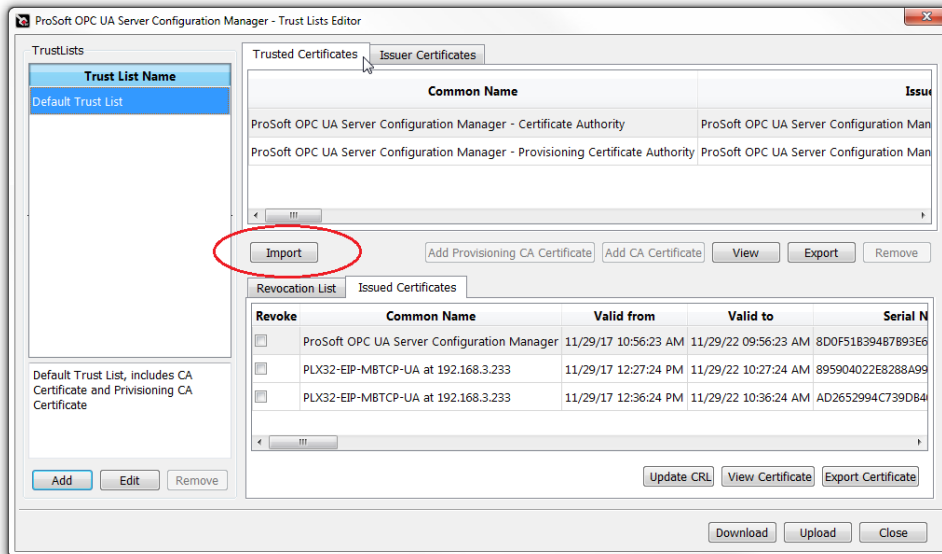 ProSoft OPC UA Server Configuration Manager - Trust Lists Editor
TrustLists
Trust List Name
Default Trust List
Default Trust List, includes CA
Certificate and Privisioning CA
Certificate
Add Edit Remove
Trusted Certificates Issuer Certificates
Common Name Issue
ProSoft OPC UA Server Configuration Manager - Certificate Authority ProSoft OPC UA Server Configuration Man
ProSoft OPC UA Server Configuration Manager - Provisioning Certificate Authority ProSoft OPC UA Server Configuration Man
Import Add Provisioning CA Certificate Add CA Certificate View Export Remove
Revocation List Issued Certificates
Revoke Common Name Valid from Valid to Serial N
ProSoft OPC UA Server Configuration Manager 11/29/17 10:56:23 AM 11/29/22 09:56:23 AM 8D0F51B394B7B93E6
PLX32-EIP-MBTCP-UA at 192.168.3.233 11/29/17 12:27:24 PM 11/29/22 10:27:24 AM 895904022E8288A99
PLX32-EIP-MBTCP-UA at 192.168.3.233 11/29/17 12:36:24 PM 11/29/22 10:36:24 AM AD2652994C739DB4
Update CRL View Certificate Export Certificate
Download Upload Close